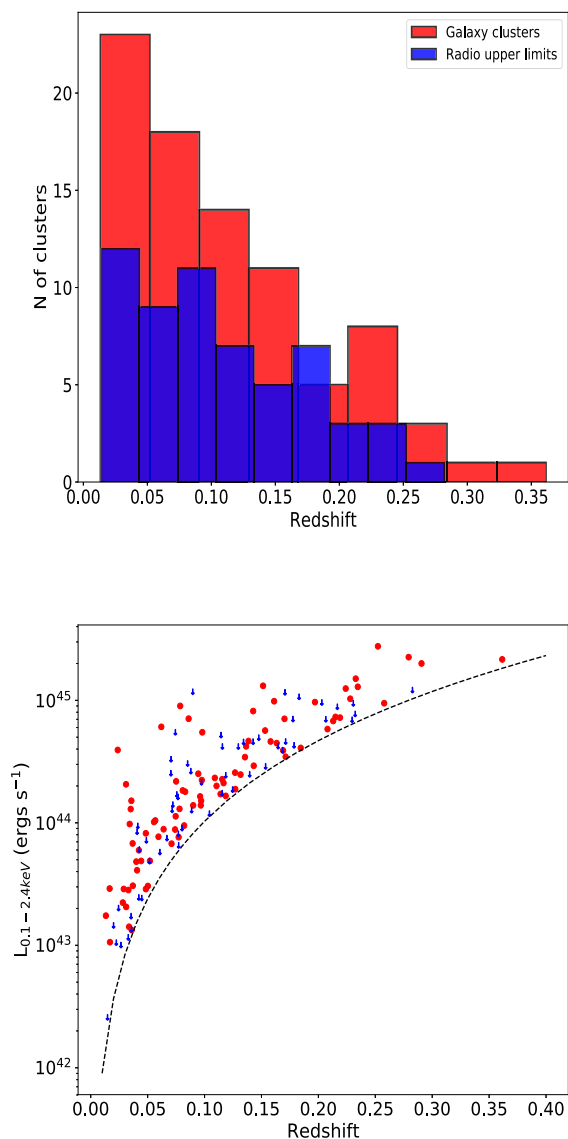 Galaxy clusters
Radio upper limits
N of clusters
20
15
10
5
0
0.00 0.05 0.10 0.15 0.20 0.25 0.30 0.35
Redshift
L0.1−2.4keV (ergs s−1)
10^45
10^44
10^43
10^42
0.00 0.05 0.10 0.15 0.20 0.25 0.30 0.35 0.40
Redshift